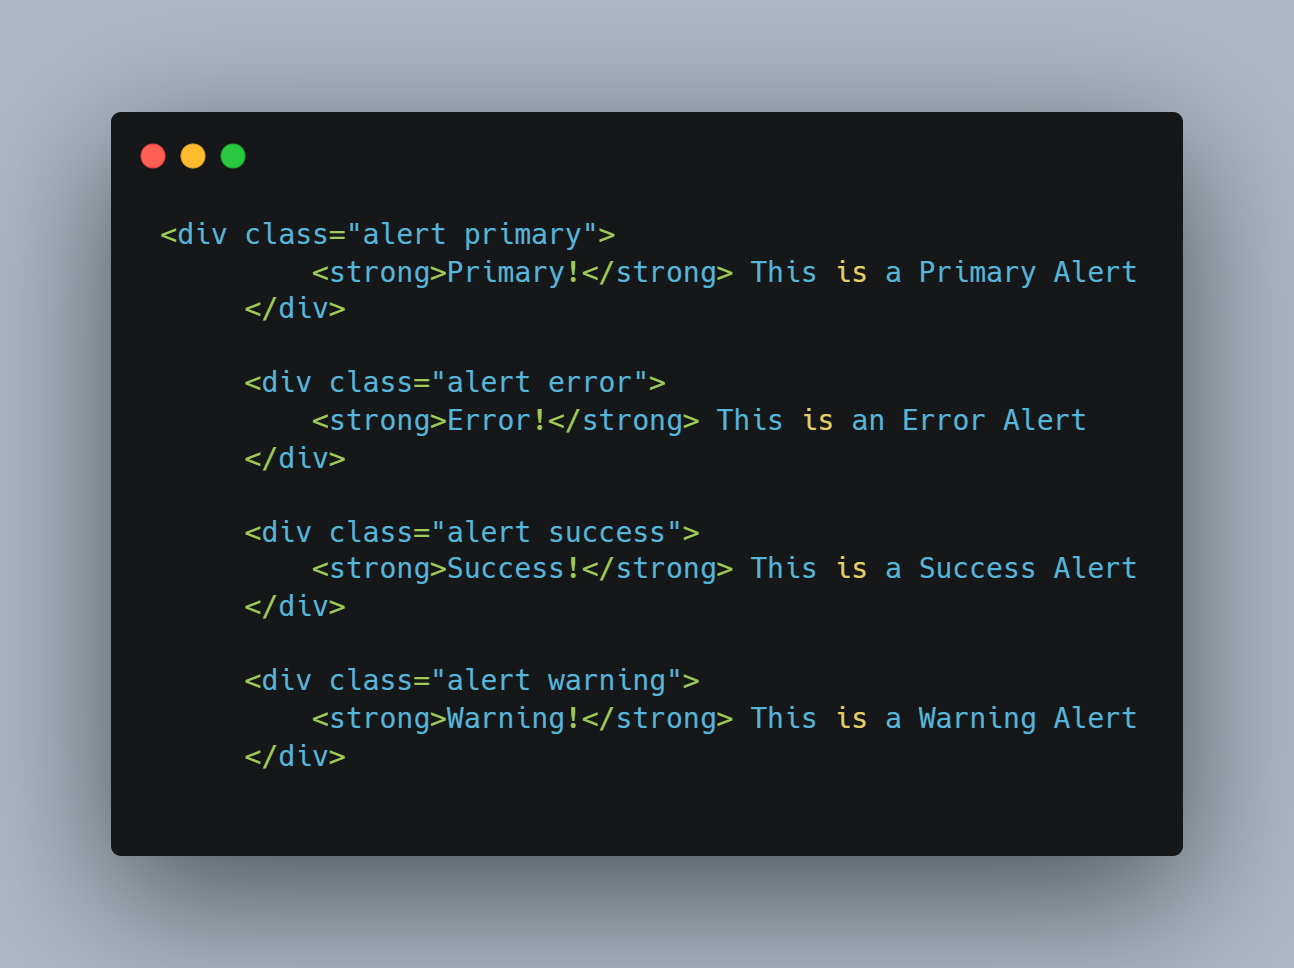 <div class="alert primary">
<strong>Primary!</strong> This is a Primary Alert
</div>
<div class="alert error">
<strong>Error!</strong> This is an Error Alert
</div>
<div class="alert success">
<strong>Success!</strong> This is a Success Alert
</div>
<div class="alert warning">
<strong>Warning!</strong> This is a Warning Alert
</div>